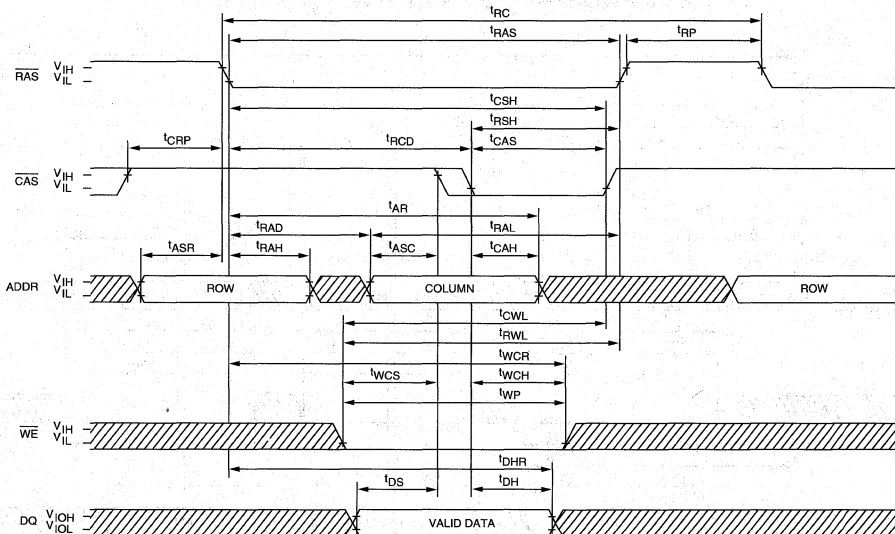 tRC
tRAS
tRP
RAS VIH
VIL
tCSH
tRSH
tCRP
tRCD
tCAS
CAS VIH
VIL
tAR
tRAD
tRAL
tASR
tRAH
tASC
tCAH
ADDR VIH
VIL
ROW
COLUMN
ROW
tCWL
tRWL
tWCR
tWCS
tWCH
tWP
WE VIH
VIL
tDHR
tDS
tDH
DQ VIOH
VIOL
VALID DATA